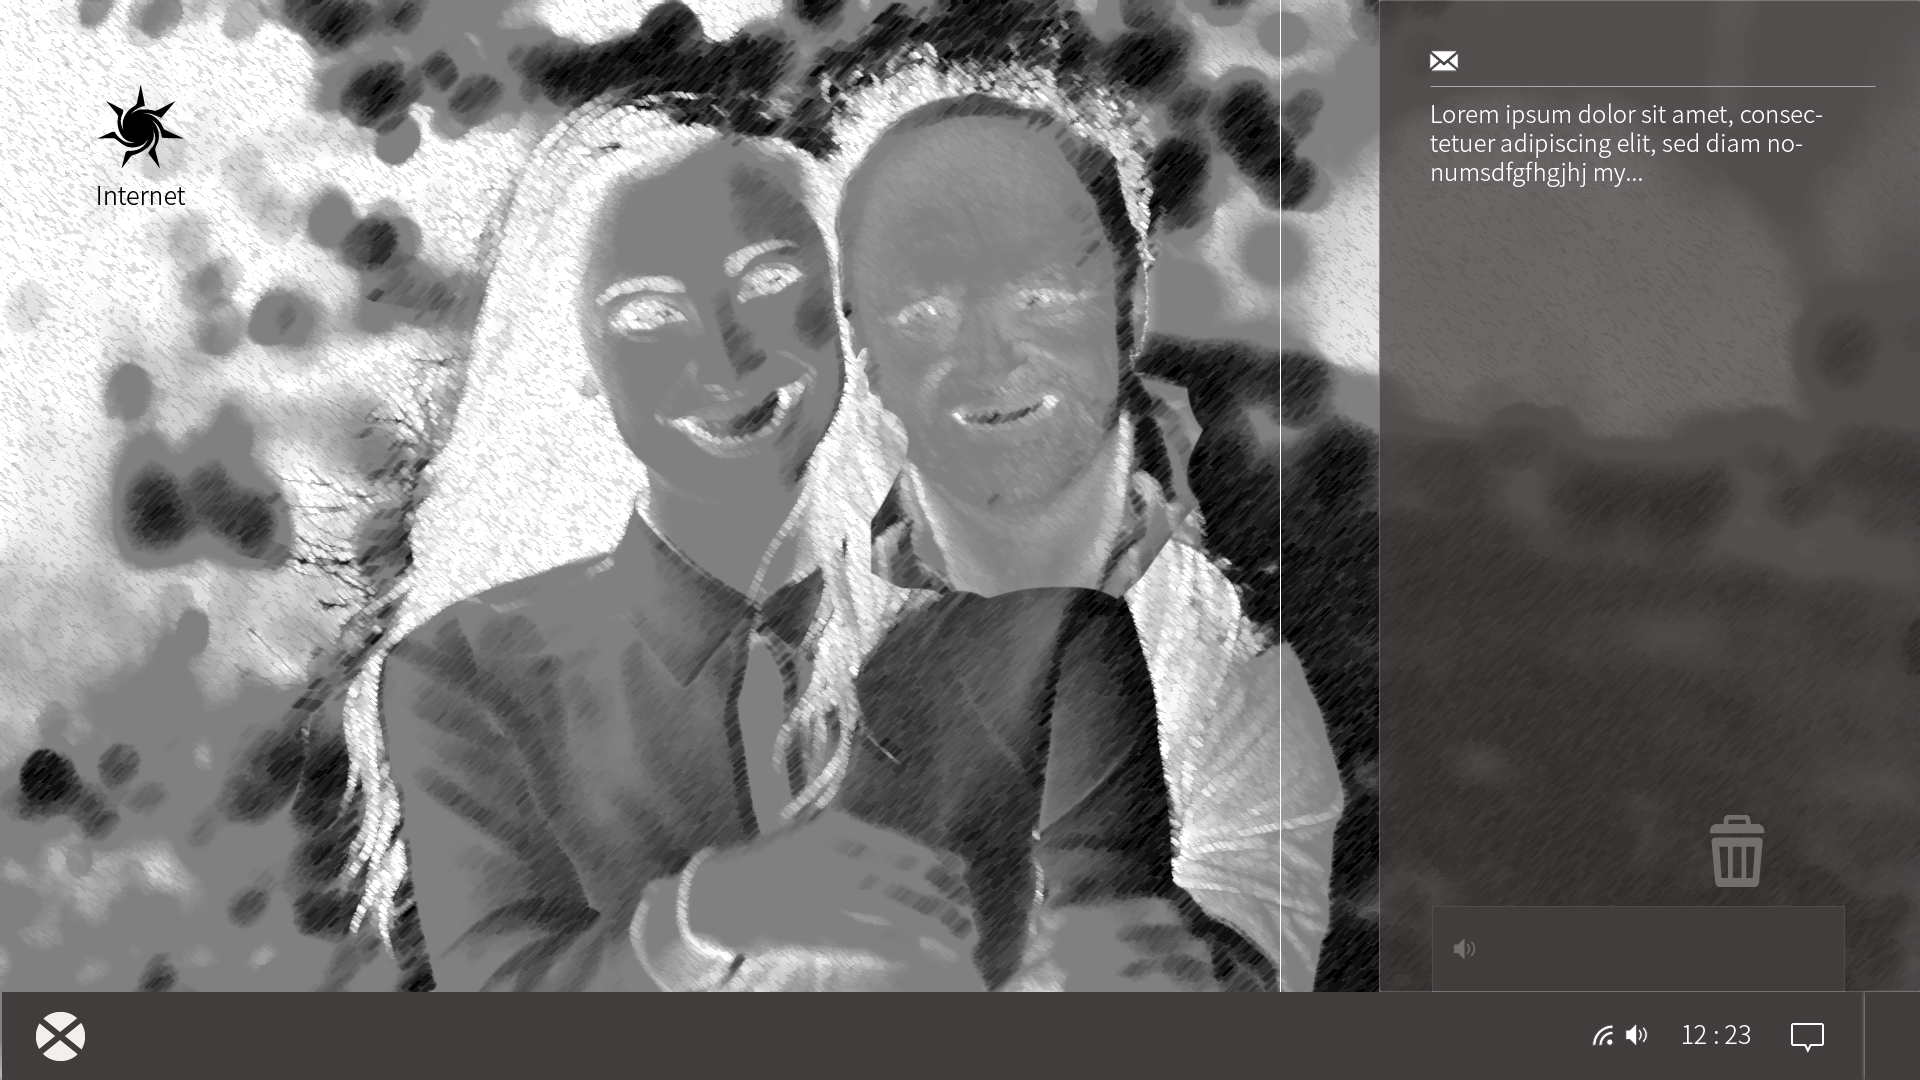 Internet
Lorem ipsum dolor sit amet, consec-
tetuer adipiscing elit, sed diam no-
numsdfgfhgjhj my...
12 : 23